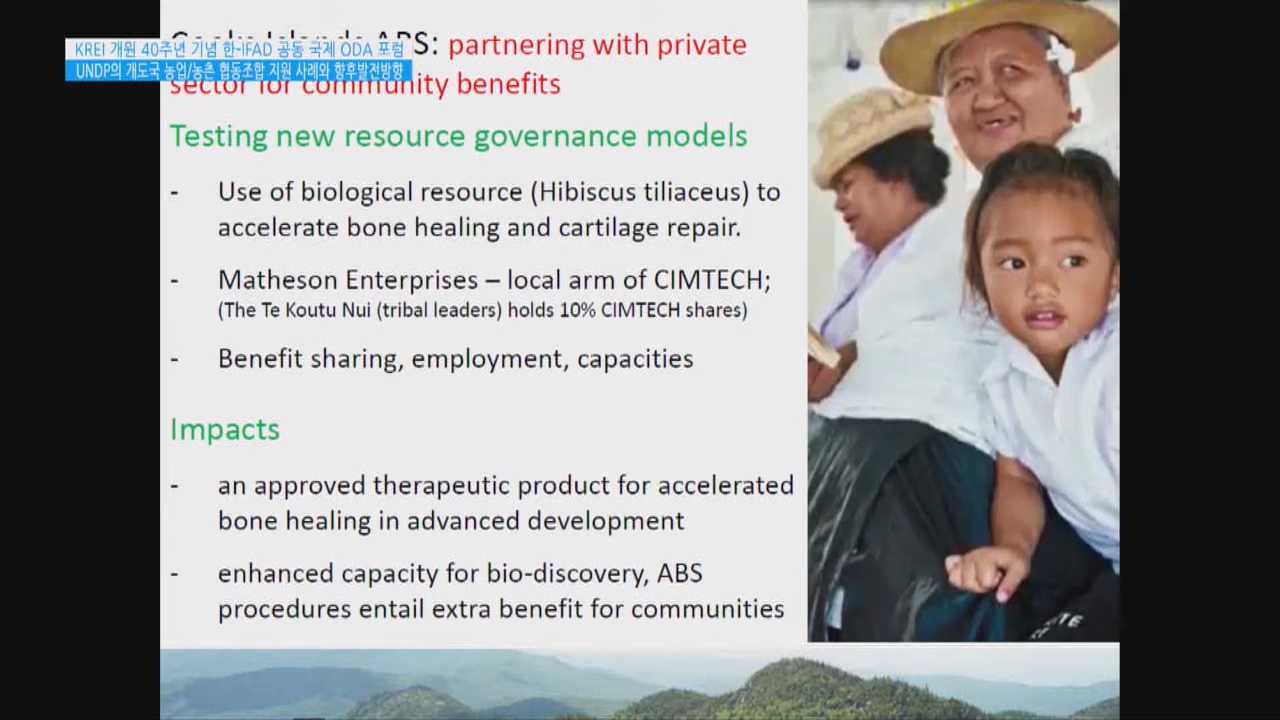 KREI 개원 40주년 기념 한-IFAD 공동 국제 ODA 포럼
UNDP의 개도국 농업/농촌 협동조합 지원 사례와 향후발전방향
ABS: partnering with private
sector for community benefits
Testing new resource governance models
- Use of biological resource (Hibiscus tiliaceus) to
accelerate bone healing and cartilage repair.
- Matheson Enterprises – local arm of CIMTECH;
(The Te Koutu Nui (tribal leaders) holds 10% CIMTECH shares)
- Benefit sharing, employment, capacities
Impacts
- an approved therapeutic product for accelerated
bone healing in advanced development
- enhanced capacity for bio-discovery, ABS
procedures entail extra benefit for communities